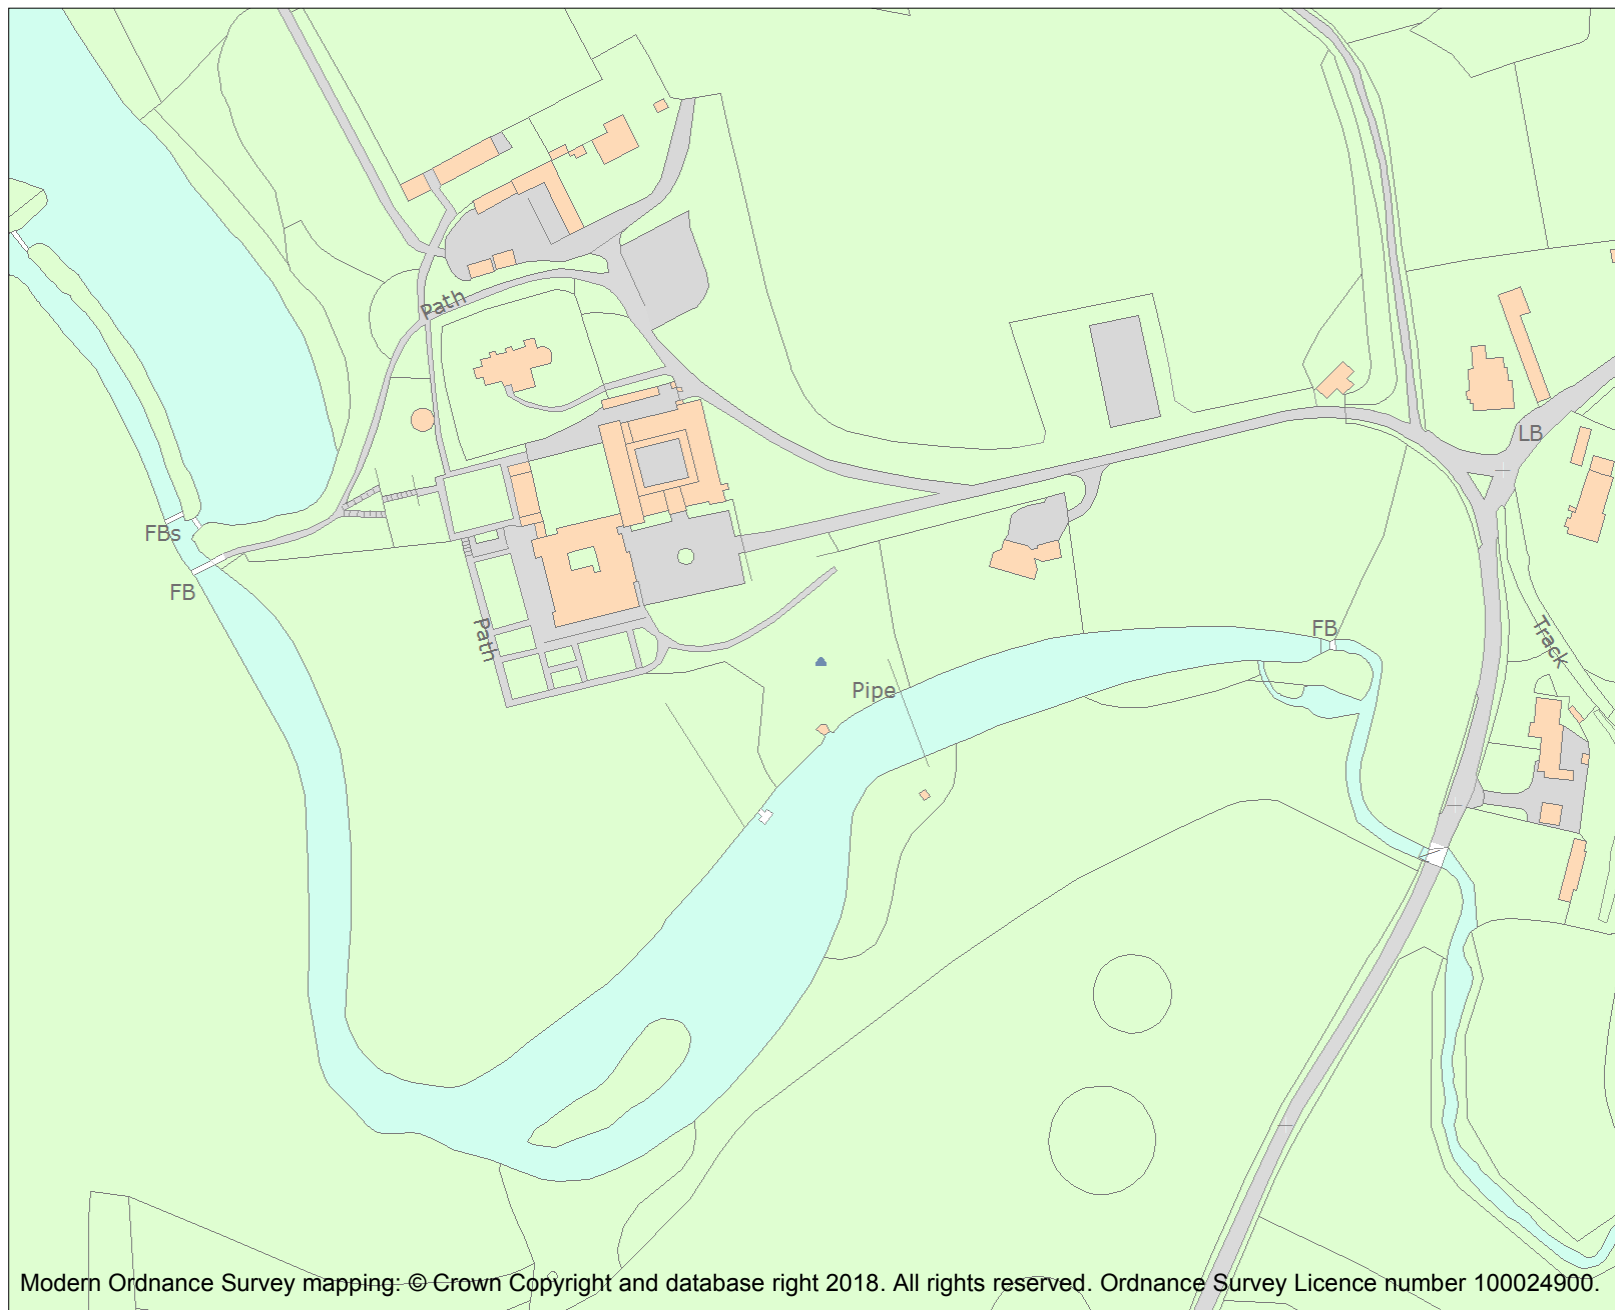 Path
LB
FBs
FB
FB
Path
Track
Pipe
Modern Ordnance Survey mapping: © Crown Copyright and database right 2018. All rights reserved. Ordnance Survey Licence number 100024900.